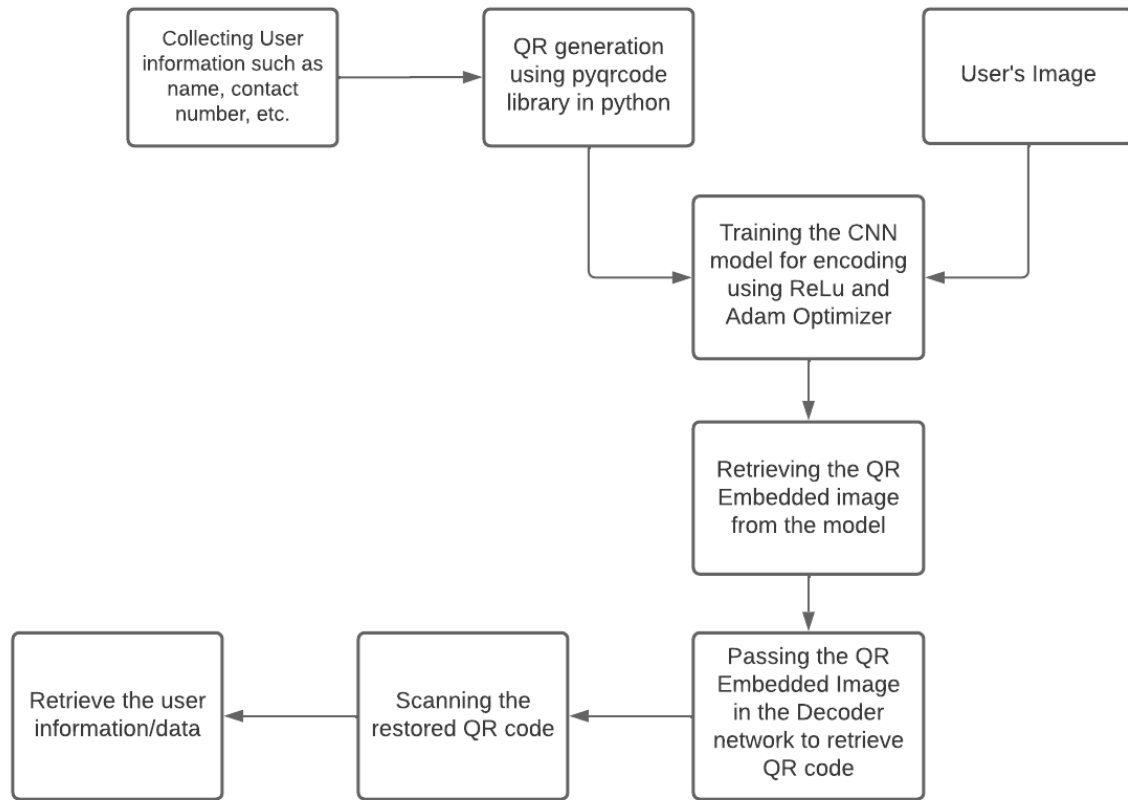 Collecting User
information such as
name, contact
number, etc.
QR generation
using pyqrcode
library in python
User's Image
Training the CNN
model for encoding
using ReLu and
Adam Optimizer
Retrieving the QR
Embedded image
from the model
Passing the QR
Embedded Image
in the Decoder
network to retrieve
QR code
Scanning the
restored QR code
Retrieve the user
information/data